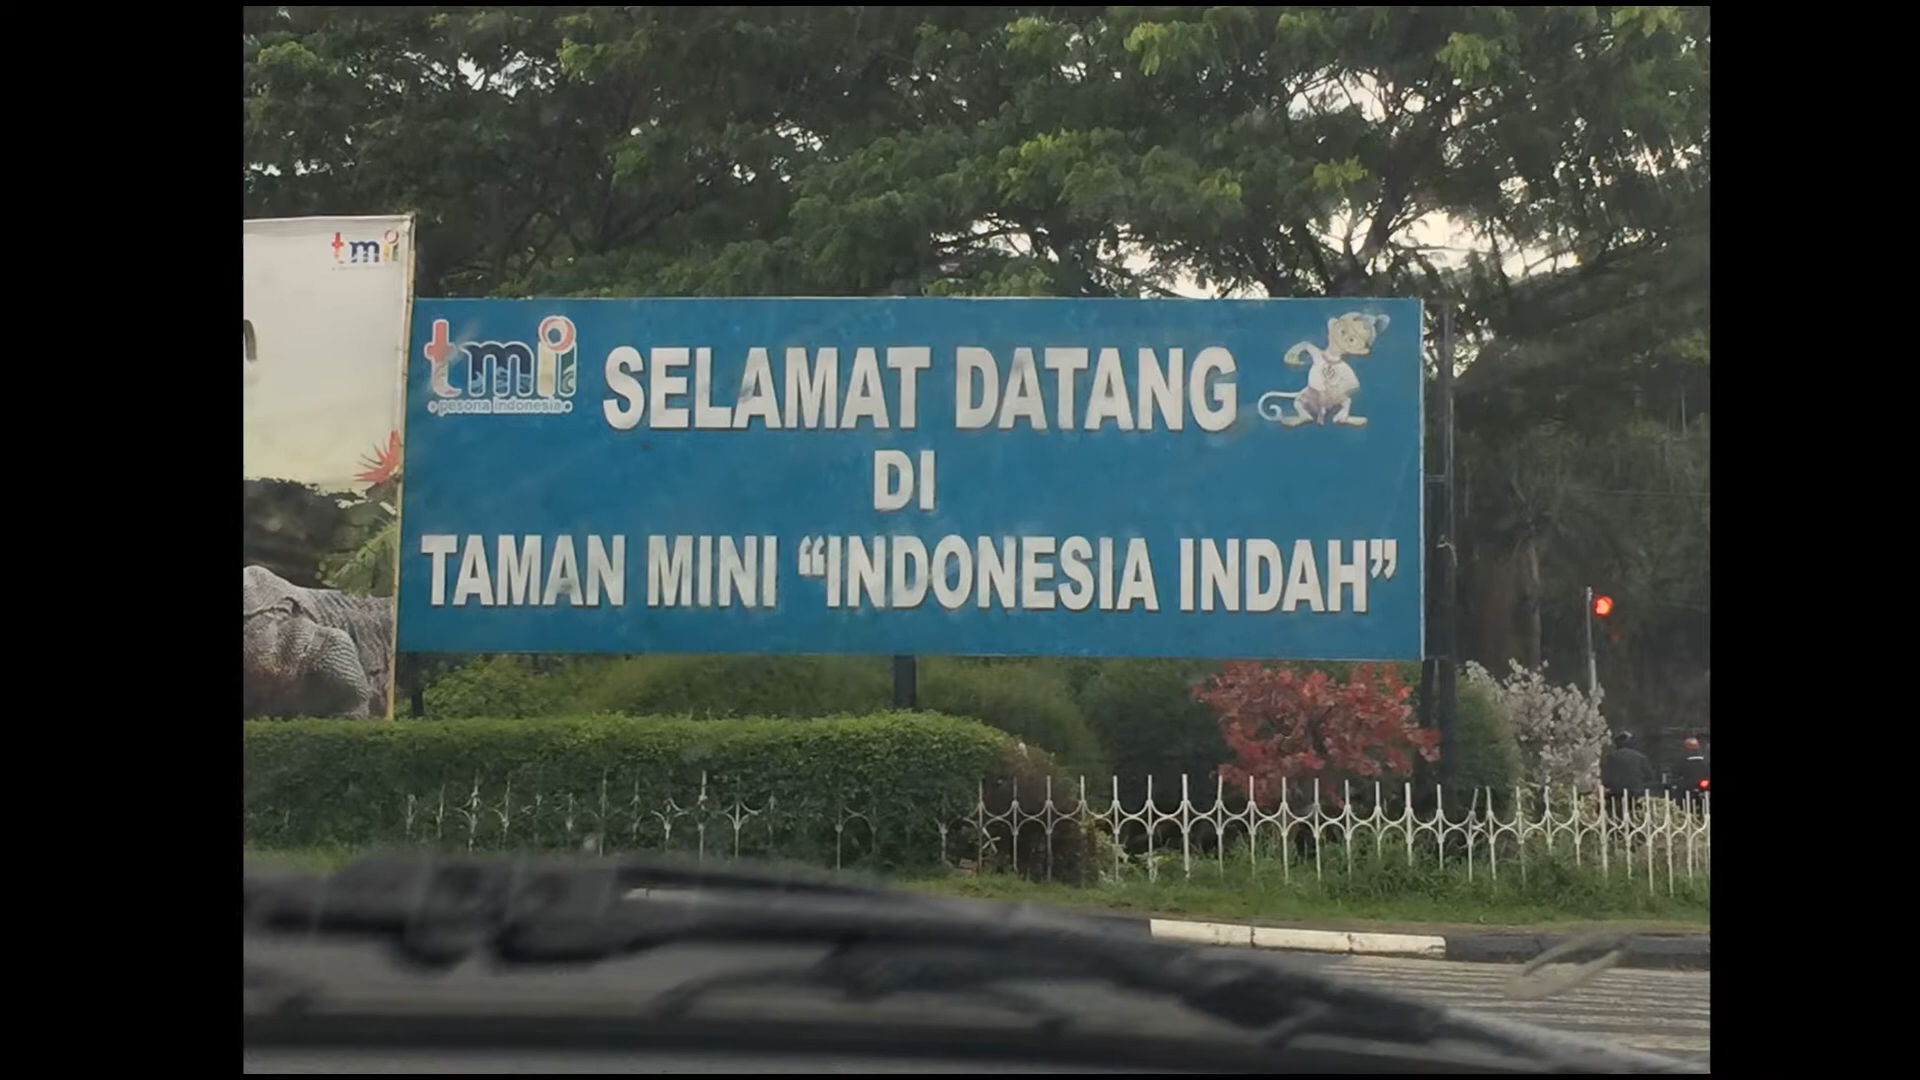 tmii
tmii
pesona indonesia
SELAMAT DATANG
DI
TAMAN MINI “INDONESIA INDAH”